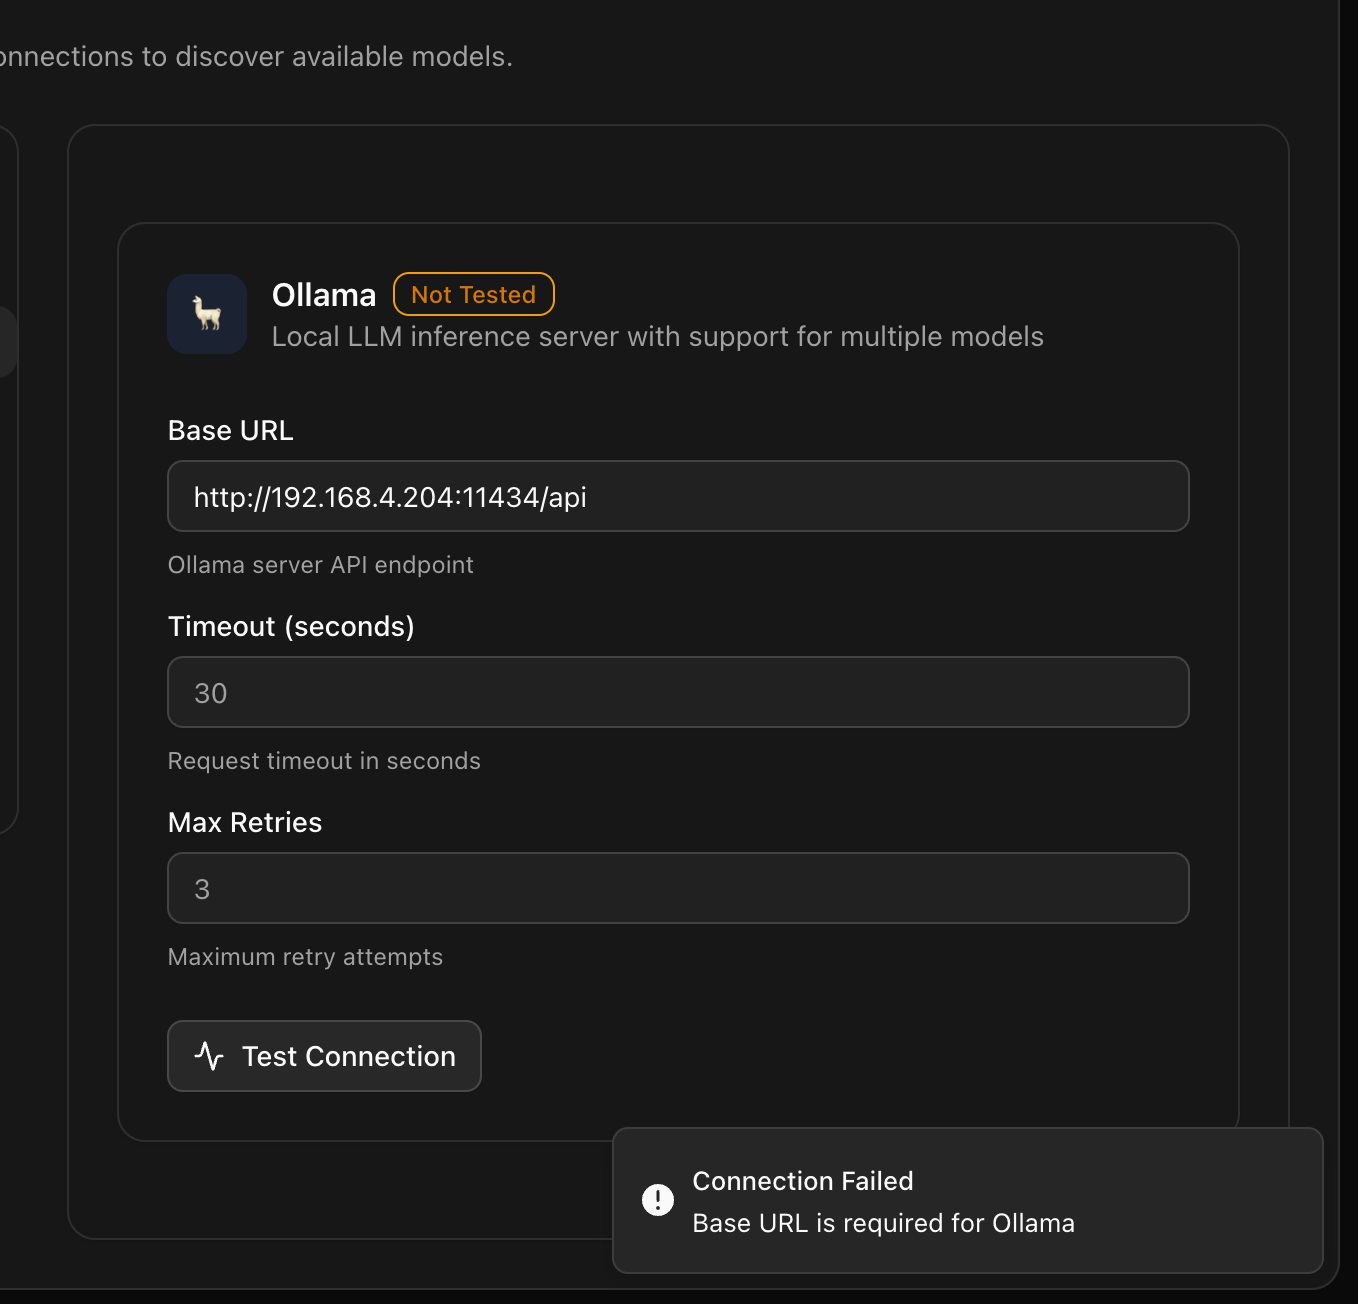 onnections to discover available models.
Ollama
Not Tested
Local LLM inference server with support for multiple models
Base URL
http://192.168.4.204:11434/api
Ollama server API endpoint
Timeout (seconds)
30
Request timeout in seconds
Max Retries
3
Maximum retry attempts
Test Connection
Connection Failed
Base URL is required for Ollama